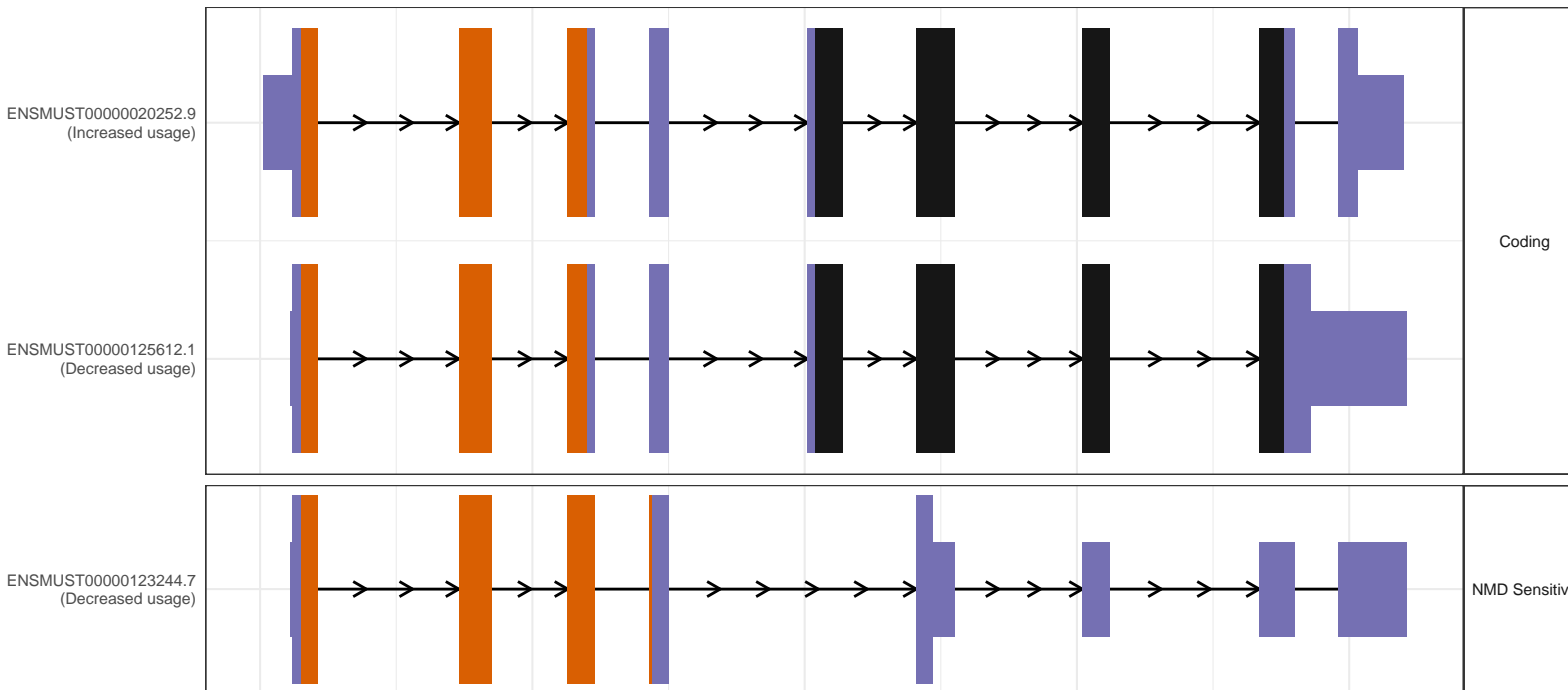 ENSMUST00000020252.9
(Increased usage)
Coding
ENSMUST00000125612.1
(Decreased usage)
ENSMUST00000123244.7
(Decreased usage)
NMD Sensitiv